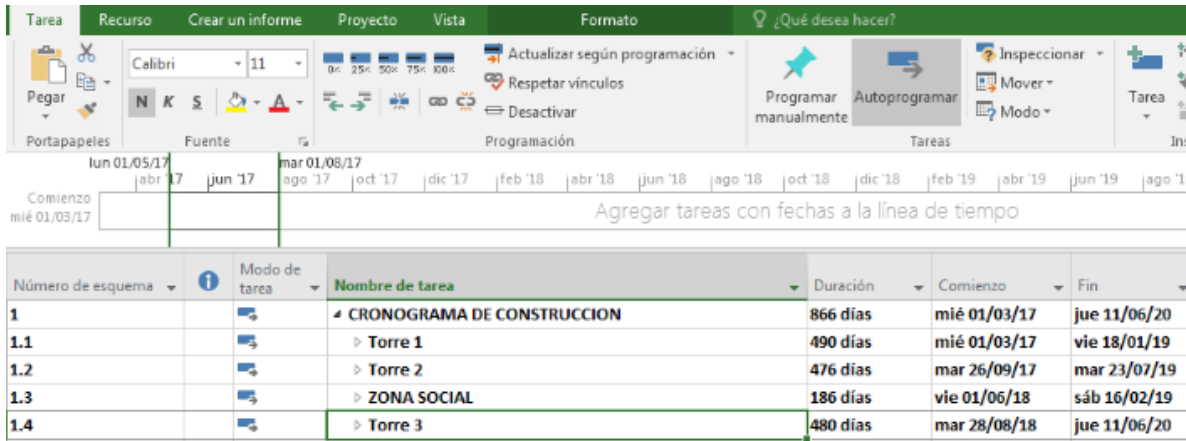 Tarea Recurso Crear un informe Proyecto Vista Formato ¿Qué desea hacer?
Calibri 11 0% 25% 50% 75% 100% Actualizar según programación Inspeccionar
Respetar vínculos Mover
Pegar N K S A Desactivar Programar manualmente Autoprogramar Modo Tarea
Portapapeles Fuente Programación Tareas
lun 01/05/17 mar 01/08/17
abr '17 jun '17 ago '17 oct '17 dic '17 feb '18 abr '18 jun '18 ago '18 oct '18 dic '18 feb '19 abr '19 jun '19 ago '1
Comienzo
mié 01/03/17 Agregar tareas con fechas a la línea de tiempo
Número de esquema Modo de tarea Nombre de tarea Duración Comienzo Fin
1 CRONOGRAMA DE CONSTRUCCION 866 días mié 01/03/17 jue 11/06/20
1.1 Torre 1 490 días mié 01/03/17 vie 18/01/19
1.2 Torre 2 476 días mar 26/09/17 mar 23/07/19
1.3 ZONA SOCIAL 186 días vie 01/06/18 sáb 16/02/19
1.4 Torre 3 480 días mar 28/08/18 jue 11/06/20